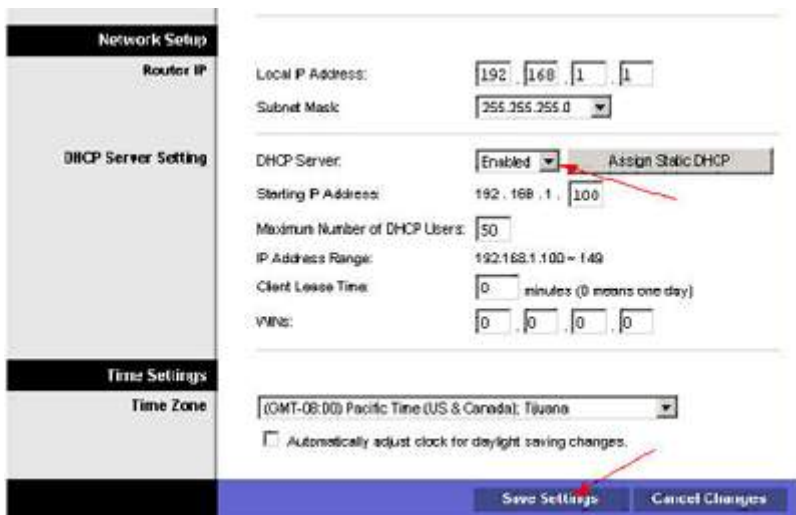 Network Setup
Router IP
Local IP Address: 192 . 168 . 1 . 1
Subnet Mask: 255.255.255.0
DHCP Server Setting
DHCP Server: Enabled Assign Static DHCP
Starting IP Address: 192 . 168 . 1 . 100
Maximum Number of DHCP Users: 50
IP Address Range: 192.168.1.100 ~ 149
Client Lease Time: 0 minutes (0 means one day)
WINS: 0 . 0 . 0 . 0
Time Settings
Time Zone
(GMT-08:00) Pacific Time (US & Canada); Tijuana
Automatically adjust clock for daylight saving changes.
Save Settings Cancel Changes